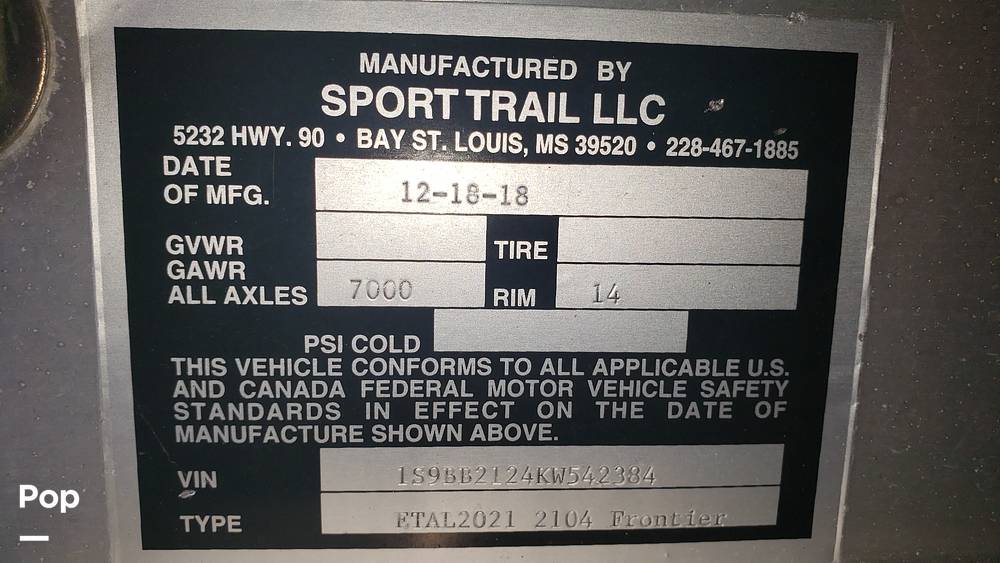 MANUFACTURED BY
SPORT TRAIL LLC
5232 HWY. 90 • BAY ST. LOUIS, MS 39520 • 228-467-1885
DATE
OF MFG. 12-18-18
GVWR TIRE
GAWR
ALL AXLES 7000 RIM 14
PSI COLD
THIS VEHICLE CONFORMS TO ALL APPLICABLE U.S.
AND CANADA FEDERAL MOTOR VEHICLE SAFETY
STANDARDS IN EFFECT ON THE DATE OF
MANUFACTURE SHOWN ABOVE.
VIN 1S9BB2124KW542384
TYPE ETAL2021 2104 Frontier
Pop